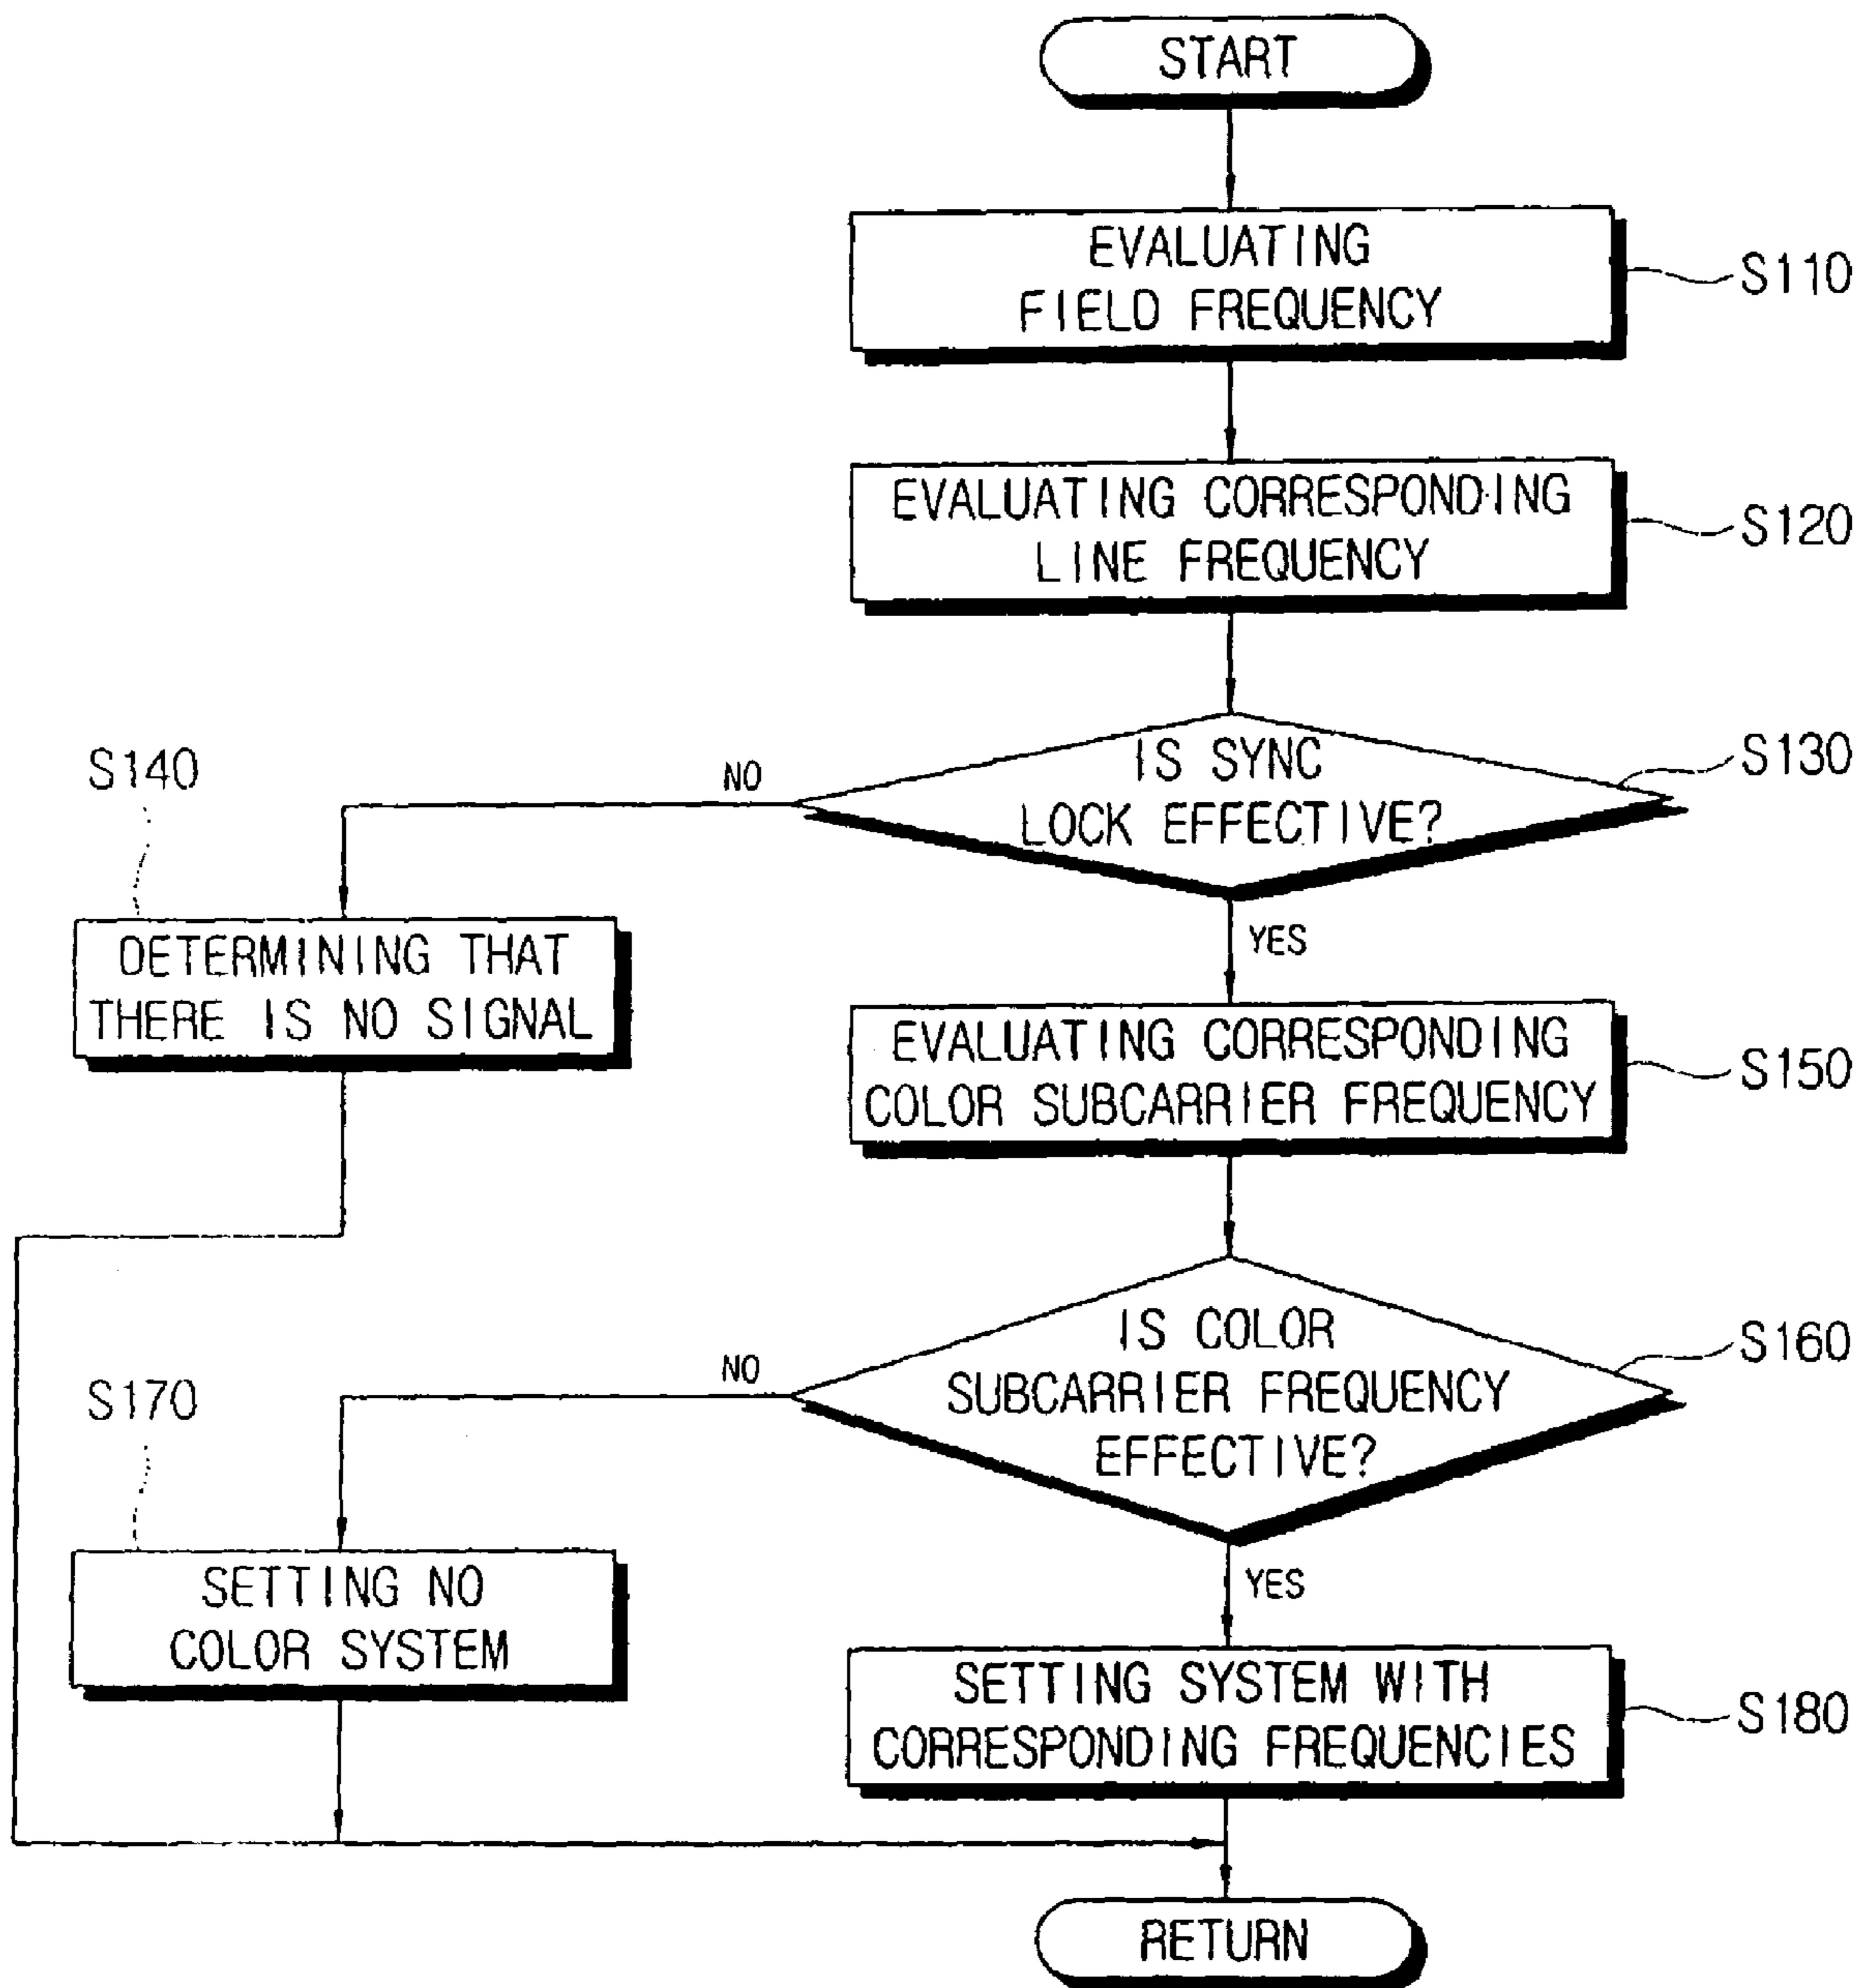 START
EVALUATING
FIELD FREQUENCY
S110
EVALUATING CORRESPONDING
LINE FREQUENCY
S120
IS SYNC
LOCK EFFECTIVE?
S130
NO
YES
S140
DETERMINING THAT
THERE IS NO SIGNAL
EVALUATING CORRESPONDING
COLOR SUBCARRIER FREQUENCY
S150
IS COLOR
SUBCARRIER FREQUENCY
EFFECTIVE?
S160
NO
YES
S170
SETTING NO
COLOR SYSTEM
SETTING SYSTEM WITH
CORRESPONDING FREQUENCIES
S180
RETURN